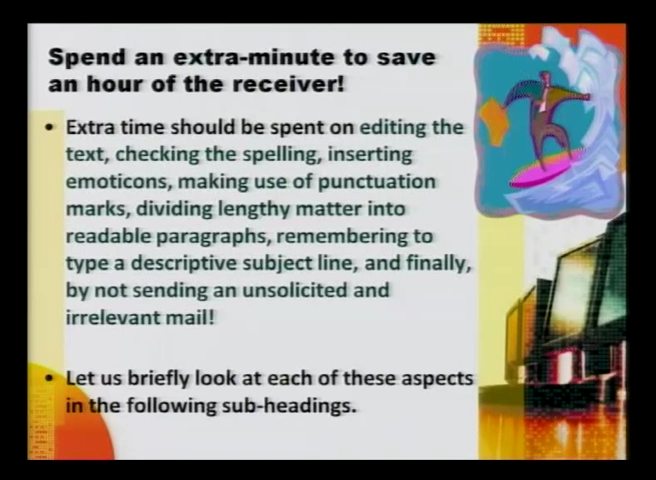 Spend an extra-minute to save
an hour of the receiver!
• Extra time should be spent on editing the
text, checking the spelling, inserting
emoticons, making use of punctuation
marks, dividing lengthy matter into
readable paragraphs, remembering to
type a descriptive subject line, and finally,
by not sending an unsolicited and
irrelevant mail!
• Let us briefly look at each of these aspects
in the following sub-headings.